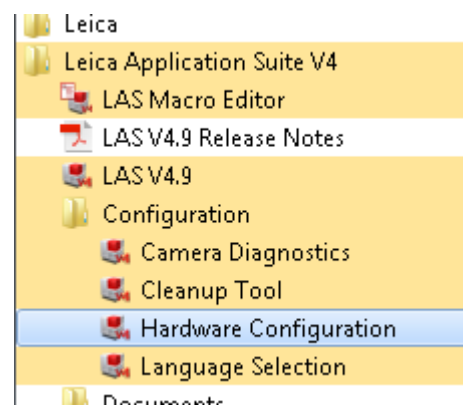 Leica
Leica Application Suite V4
LAS Macro Editor
LAS V4.9 Release Notes
LAS V4.9
Configuration
Camera Diagnostics
Cleanup Tool
Hardware Configuration
Language Selection
Documents